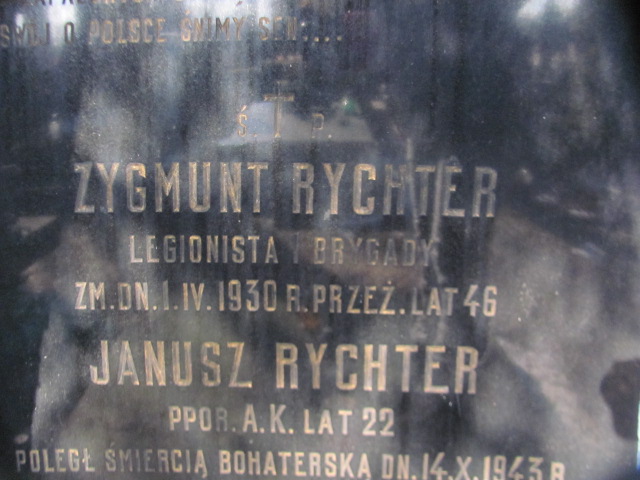 SWÓJ O POLSCE ŚNIMY SEN....
Ś. † P.
ZYGMUNT RYCHTER
LEGIONISTA I BRYGADY
ZM. DN. 1. IV. 1930 R. PRZEŻ. LAT 46
JANUSZ RYCHTER
PPOR. A.K. LAT 22
POLEGŁ ŚMIERCIĄ BOHATERSKĄ DN. 14. X. 1943 R